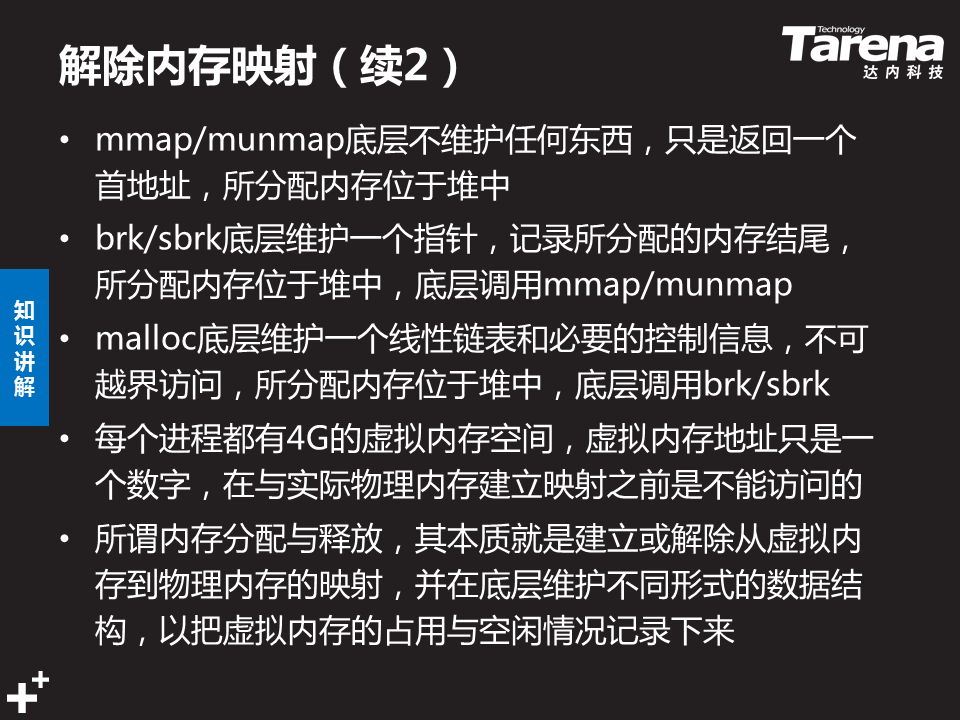 解除内存映射（续2）
Technology
Tarena
达内科技
• mmap/munmap底层不维护任何东西，只是返回一个
首地址，所分配内存位于堆中
• brk/sbrk底层维护一个指针，记录所分配的内存结尾，
所分配内存位于堆中，底层调用mmap/munmap
• malloc底层维护一个线性链表和必要的控制信息，不可
越界访问，所分配内存位于堆中，底层调用brk/sbrk
• 每个进程都有4G的虚拟内存空间，虚拟内存地址只是一
个数字，在与实际物理内存建立映射之前是不能访问的
• 所谓内存分配与释放，其本质就是建立或解除从虚拟内
存到物理内存的映射，并在底层维护不同形式的数据结
构，以把虚拟内存的占用与空闲情况记录下来
知
识
讲
解